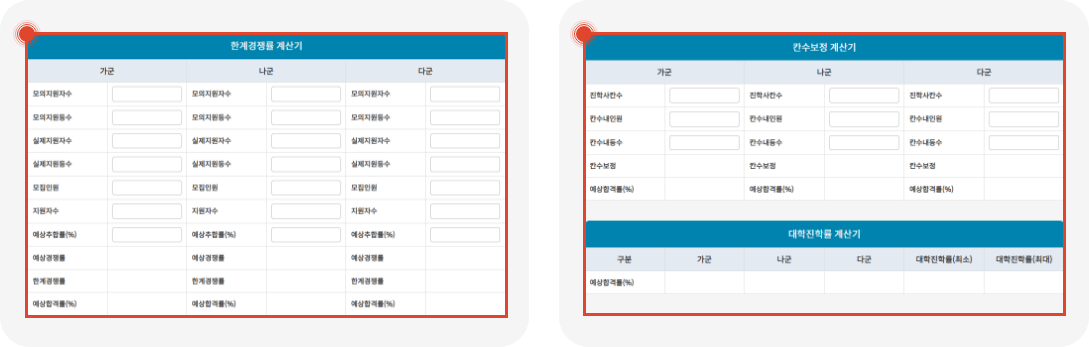 한계경쟁률 계산기
가군 나군 다군
모의지원자수 모의지원자수 모의지원자수
모의지원등수 모의지원등수 모의지원등수
실제지원자수 실제지원자수 실제지원자수
실제지원등수 실제지원등수 실제지원등수
모집인원 모집인원 모집인원
지원자수 지원자수 지원자수
예상추합률(%) 예상추합률(%) 예상추합률(%)
예상경쟁률 예상경쟁률 예상경쟁률
한계경쟁률 한계경쟁률 한계경쟁률
예상합격률(%) 예상합격률(%) 예상합격률(%)
칸수보정 계산기
가군 나군 다군
진학사칸수 진학사칸수 진학사칸수
칸수내인원 칸수내인원 칸수내인원
칸수내등수 칸수내등수 칸수내등수
칸수보정 칸수보정 칸수보정
예상합격률(%) 예상합격률(%) 예상합격률(%)
대학진학률 계산기
구분 가군 나군 다군 대학진학률(최소) 대학진학률(최대)
예상합격률(%)